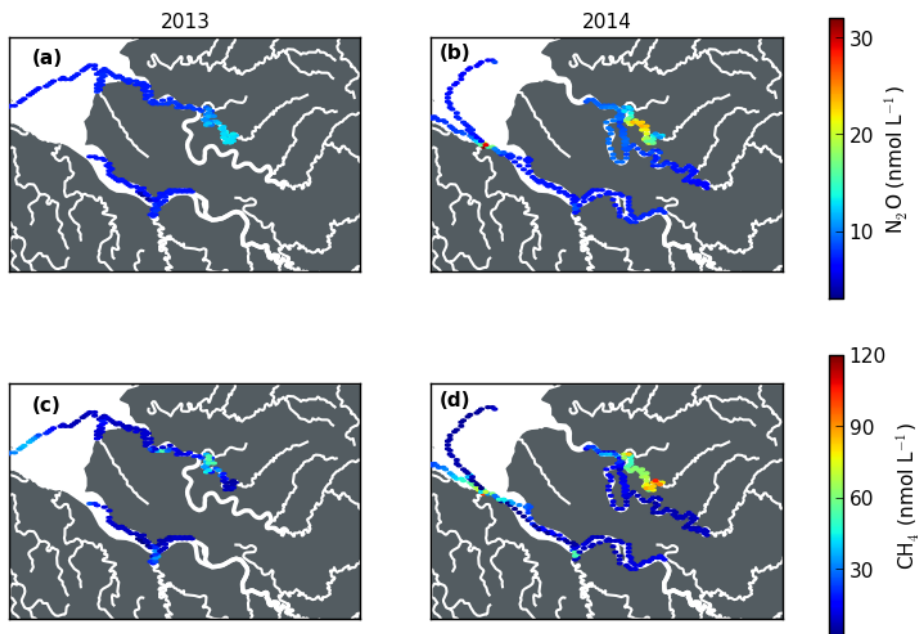 2013
2014
(a)
(b)
30
20
10
N₂O (nmol L⁻¹)
(c)
(d)
120
90
60
30
CH₄ (nmol L⁻¹)